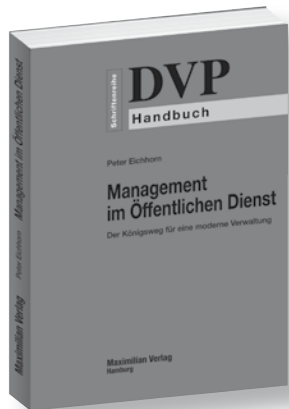 Schriftenreihe
DVP
Handbuch
Peter Eichhorn
Management
im Öffentlichen Dienst
Der Königsweg für eine moderne Verwaltung
Maximilian Verlag
Hamburg
Peter Eichhorn Management im Öffentlichen Dienst
Maximilian Verlag